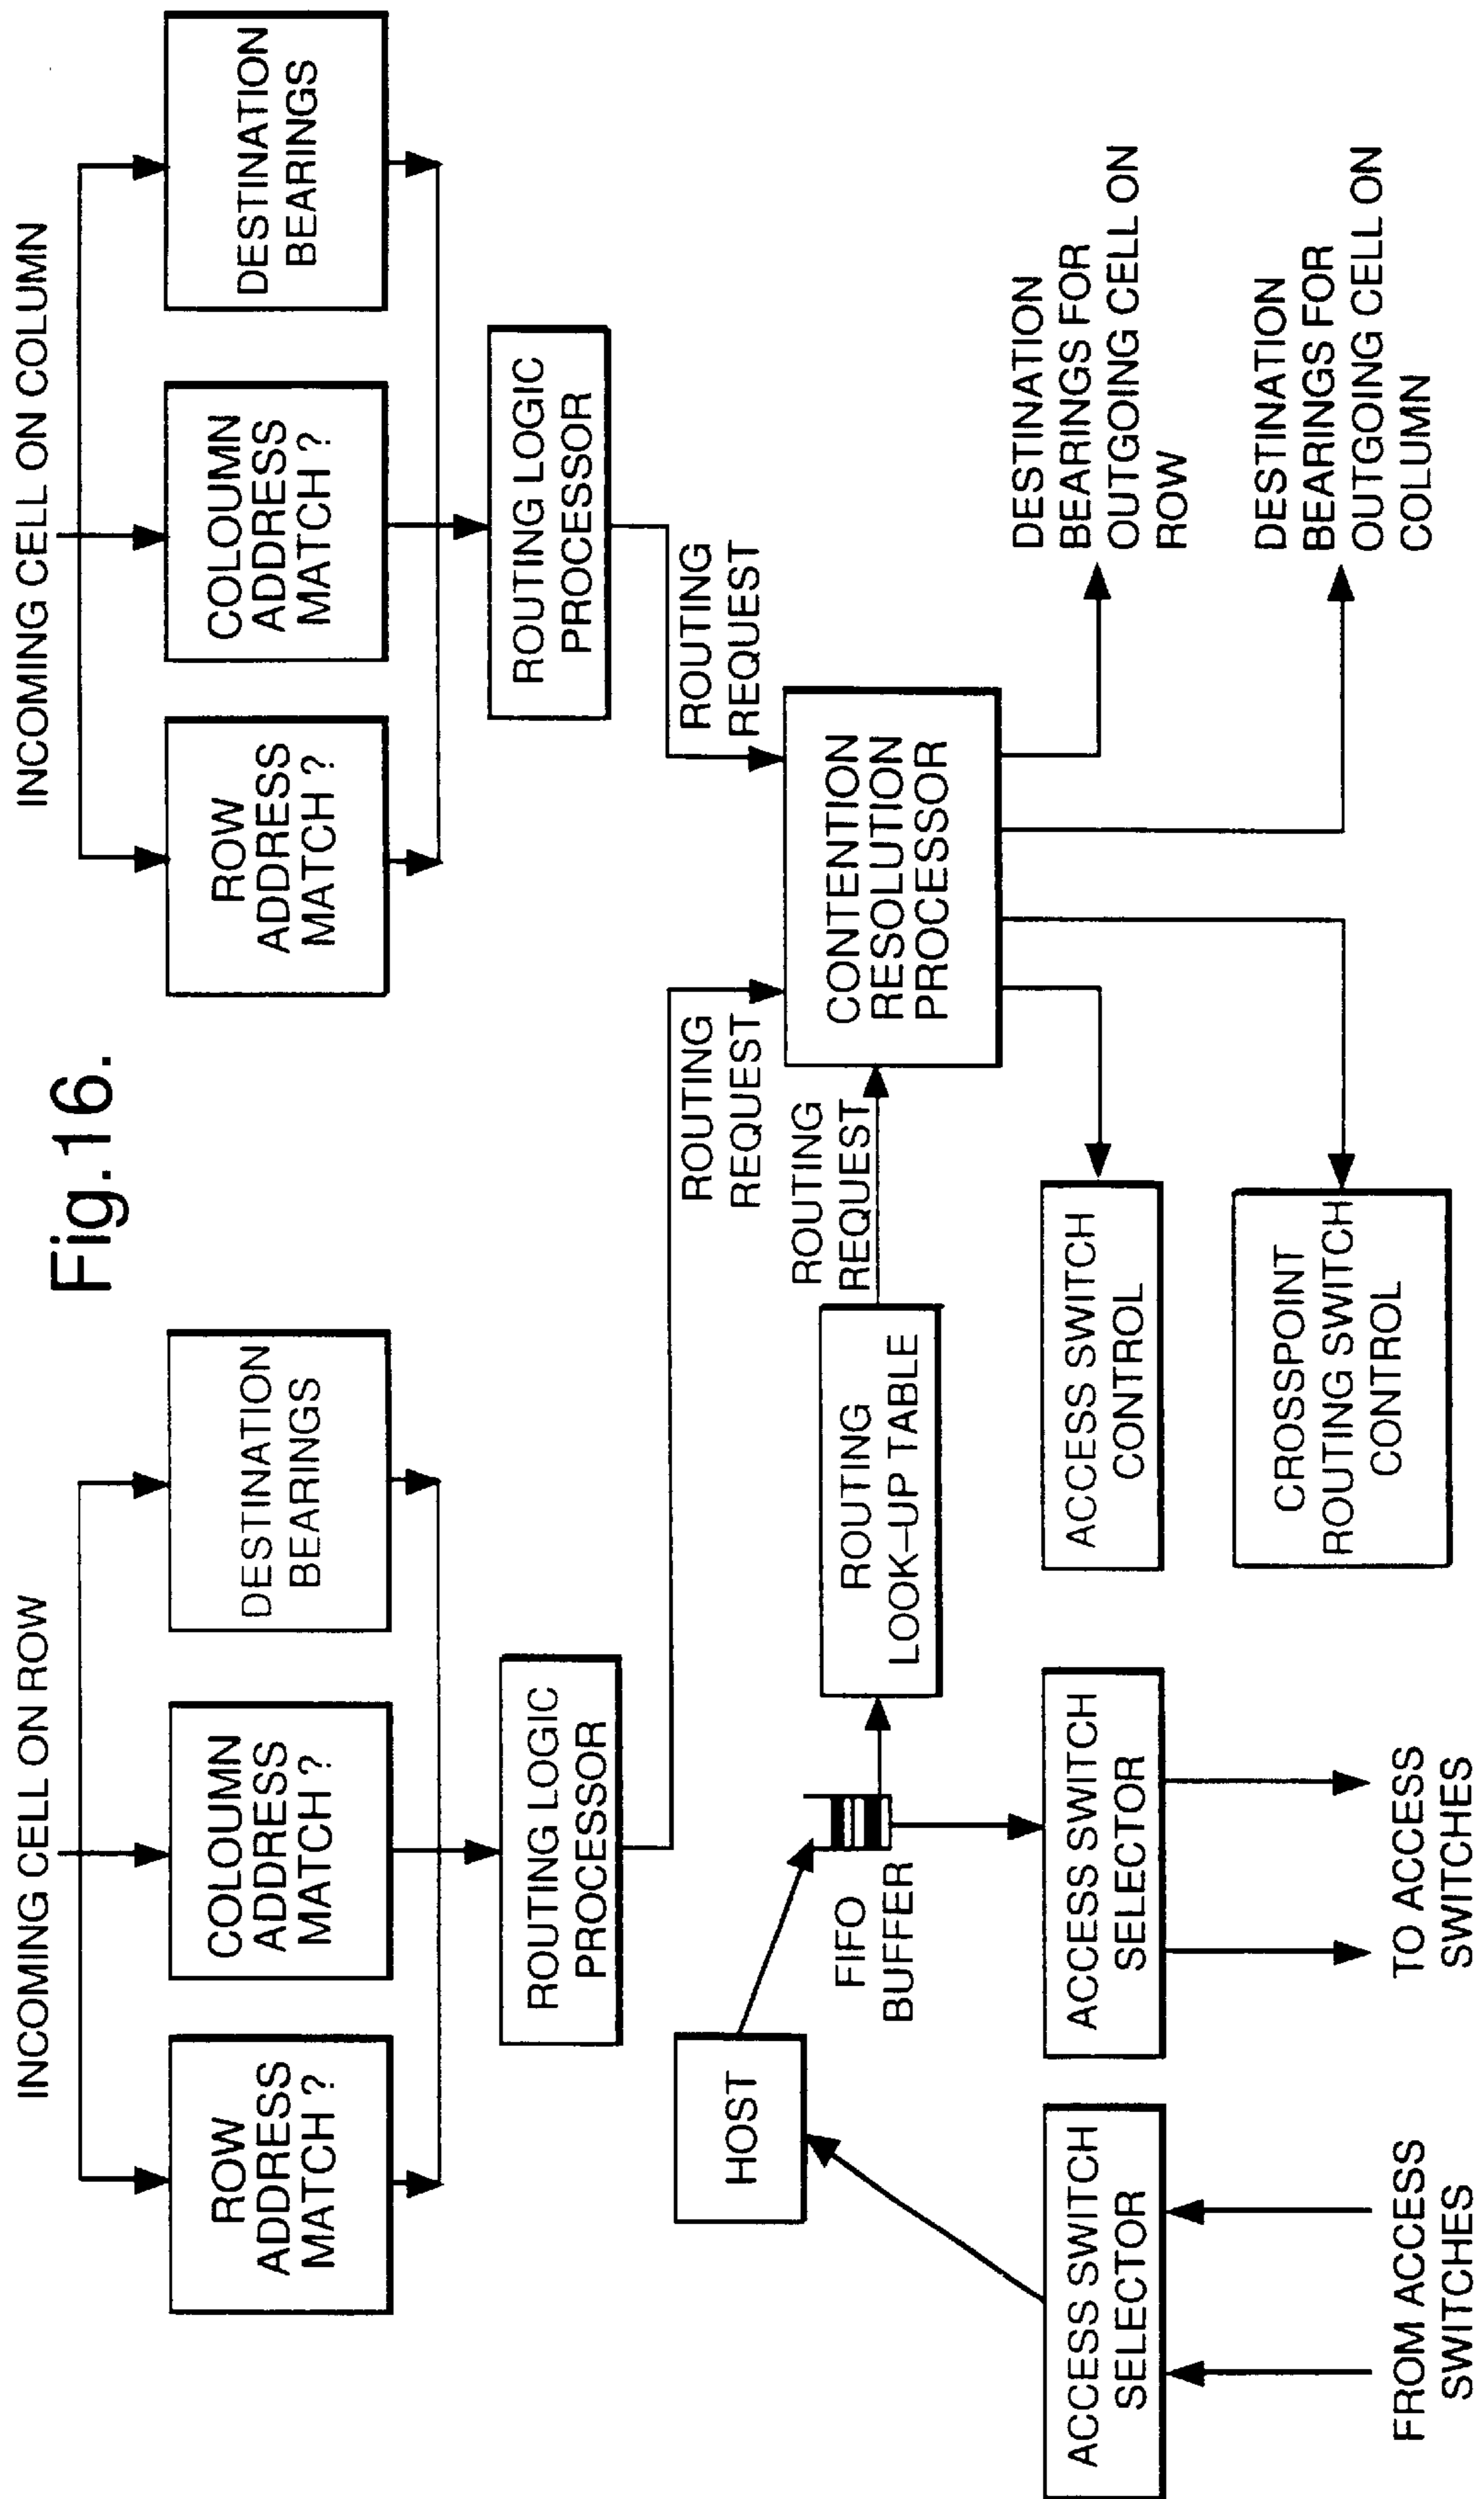 Fig.16.
INCOMING CELL ON ROW
ROW
ADDRESS
MATCH ?
COLOUMN
ADDRESS
MATCH ?
DESTINATION
BEARINGS
ROUTING LOGIC
PROCESSOR
INCOMING CELL ON COLUMN
ROW
ADDRESS
MATCH ?
COLOUMN
ADDRESS
MATCH ?
DESTINATION
BEARINGS
ROUTING LOGIC
PROCESSOR
ROUTING
REQUEST
ROUTING
REQUEST
HOST
FIFO
BUFFER
ROUTING
LOOK-UP TABLE
ROUTING
REQUEST
CONTENTION
RESOLUTION
PROCESSOR
ACCESS SWITCH
SELECTOR
FROM ACCESS
SWITCHES
ACCESS SWITCH
SELECTOR
TO ACCESS
SWITCHES
ACCESS SWITCH
CONTROL
CROSSPOINT
ROUTING SWITCH
CONTROL
DESTINATION
BEARINGS FOR
OUTGOING CELL ON
ROW
DESTINATION
BEARINGS FOR
OUTGOING CELL ON
COLUMN